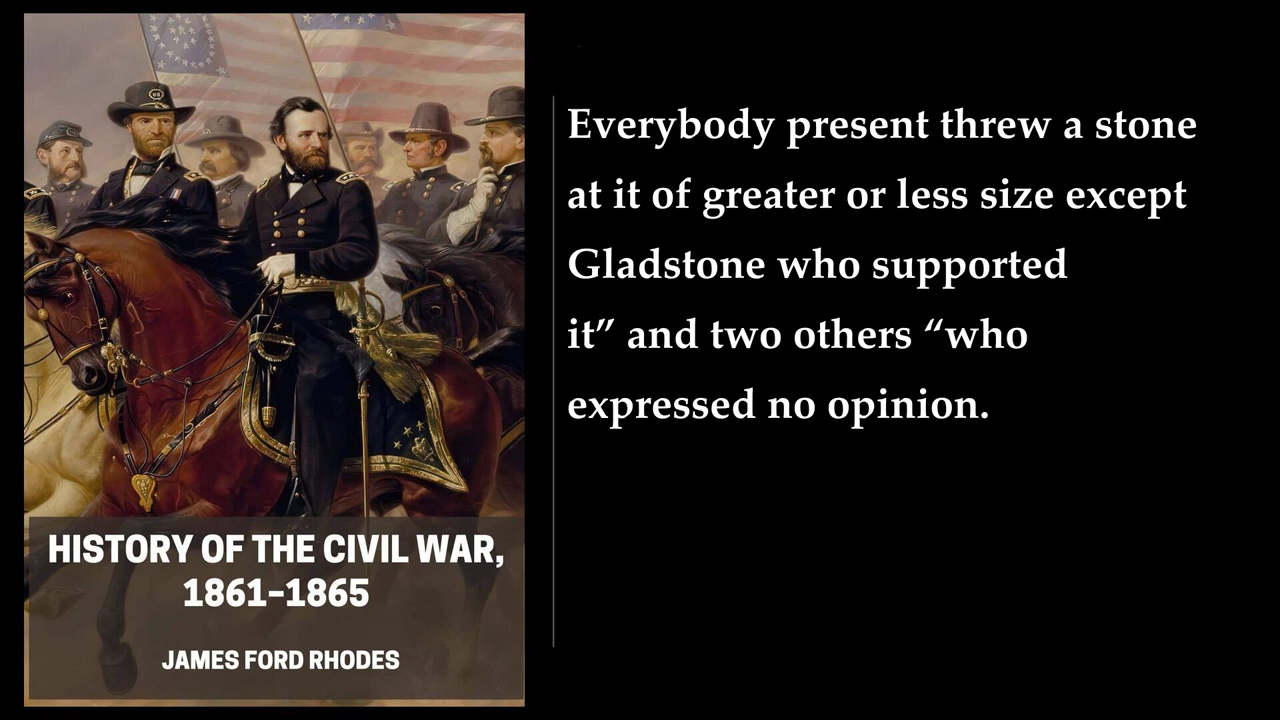 Everybody present threw a stone
at it of greater or less size except
Gladstone who supported
it” and two others “who
expressed no opinion.
HISTORY OF THE CIVIL WAR,
1861–1865
JAMES FORD RHODES